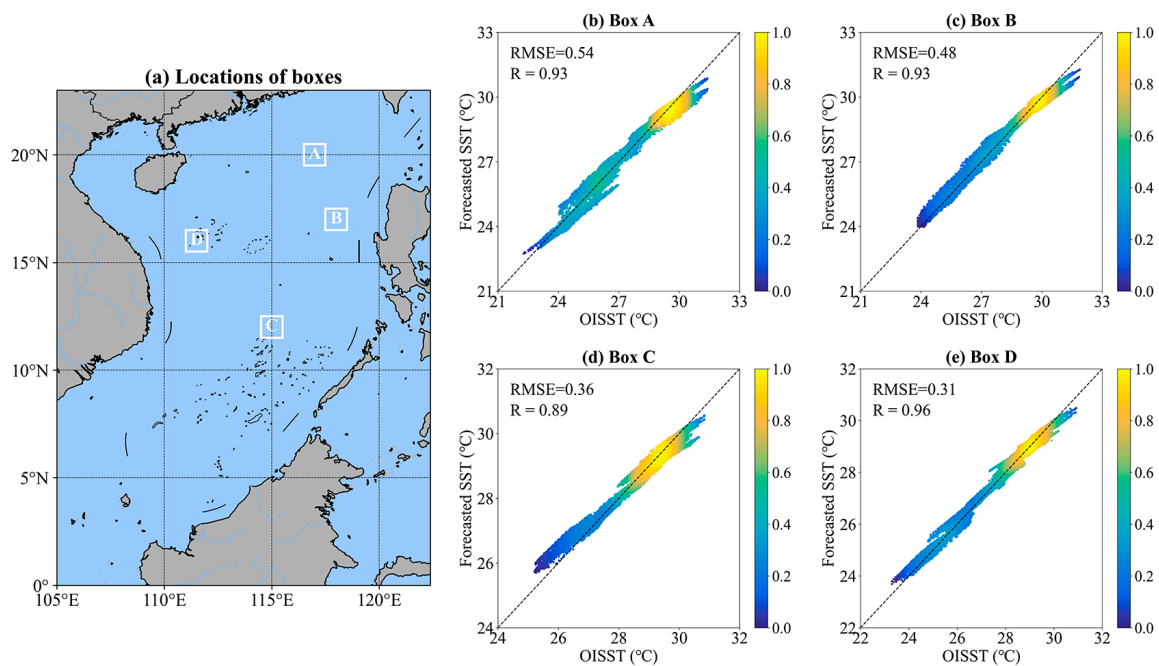 (a) Locations of boxes
20°N
15°N
10°N
5°N
0°
105°E
110°E
115°E
120°E
A
B
D
C
(b) Box A
RMSE=0.54
R = 0.93
Forecasted SST (°C)
33
30
27
24
21
21
24
27
30
33
OISST (°C)
1.0
0.8
0.6
0.4
0.2
0.0
(c) Box B
RMSE=0.48
R = 0.93
Forecasted SST (°C)
33
30
27
24
21
21
24
27
30
33
OISST (°C)
1.0
0.8
0.6
0.4
0.2
0.0
(d) Box C
RMSE=0.36
R = 0.89
Forecasted SST (°C)
32
30
28
26
24
24
26
28
30
32
OISST (°C)
1.0
0.8
0.6
0.4
0.2
0.0
(e) Box D
RMSE=0.31
R = 0.96
Forecasted SST (°C)
32
30
28
26
24
22
22
24
26
28
30
32
OISST (°C)
1.0
0.8
0.6
0.4
0.2
0.0